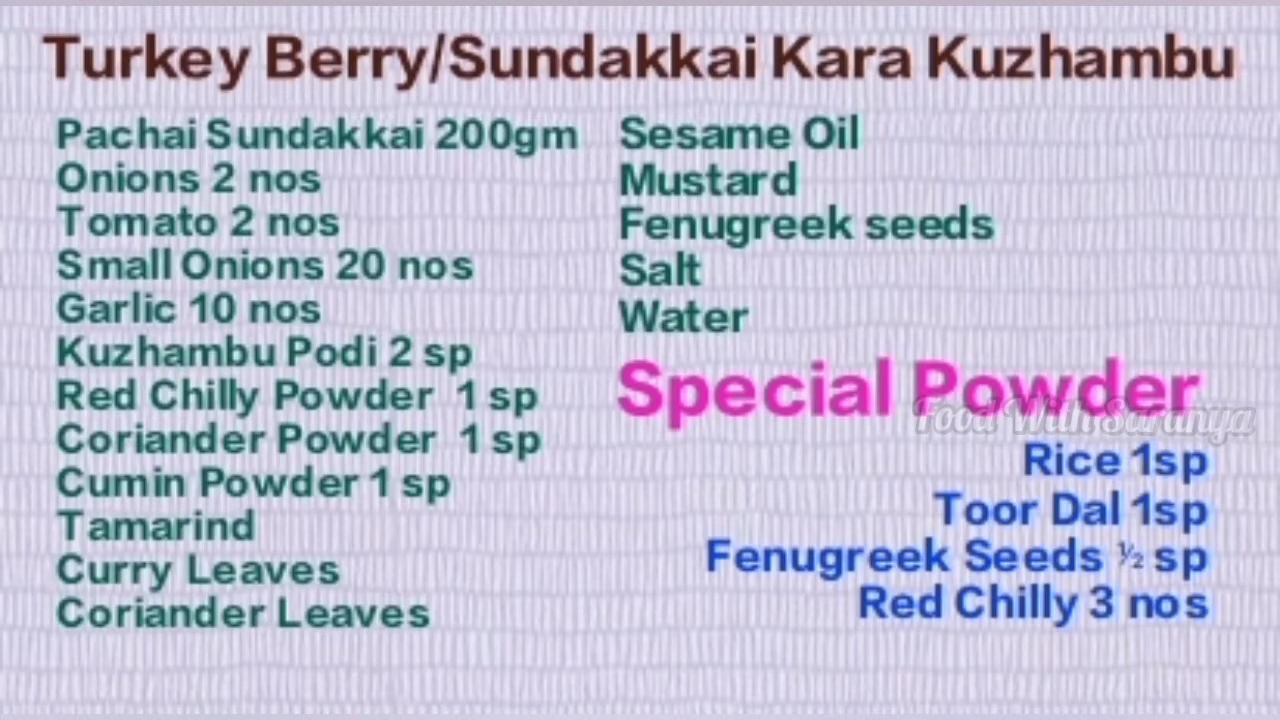 Turkey Berry/Sundakkai Kara Kuzhambu
Pachai Sundakkai 200gm
Onions 2 nos
Tomato 2 nos
Small Onions 20 nos
Garlic 10 nos
Kuzhambu Podi 2 sp
Red Chilly Powder 1 sp
Coriander Powder 1 sp
Cumin Powder 1 sp
Tamarind
Curry Leaves
Coriander Leaves
Sesame Oil
Mustard
Fenugreek seeds
Salt
Water
Special Powder
Food With Saranya
Rice 1sp
Toor Dal 1sp
Fenugreek Seeds ½ sp
Red Chilly 3 nos